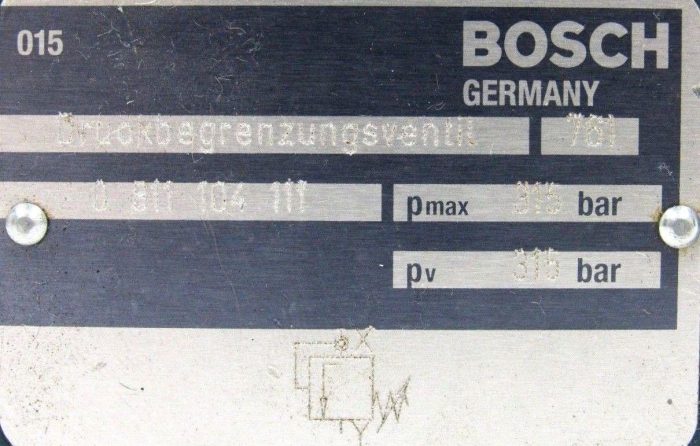 015
BOSCH
GERMANY
Druckbegrenzungsventil 761
0 811 104 111
pmax 315 bar
pv 315 bar
X
Y